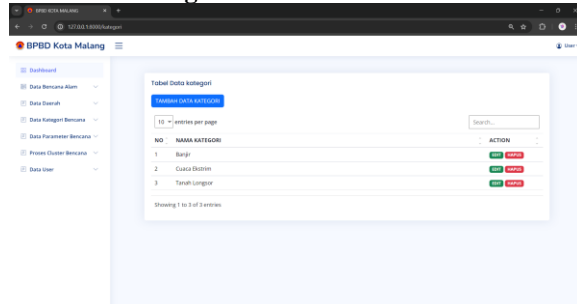 BPBD KOTA MALANG
127.0.0.1:8000/kategori
BPBD Kota Malang
User
Dashboard
Data Bencana Alam
Data Daerah
Data Kategori Bencana
Data Parameter Bencana
Proses Cluster Bencana
Data User
Tabel Data kategori
TAMBAH DATA KATEGORI
10 entries per page
Search...
NO NAMA KATEGORI ACTION
1 Banjir EDIT HAPUS
2 Cuaca Ekstrim EDIT HAPUS
3 Tanah Longsor EDIT HAPUS
Showing 1 to 3 of 3 entries